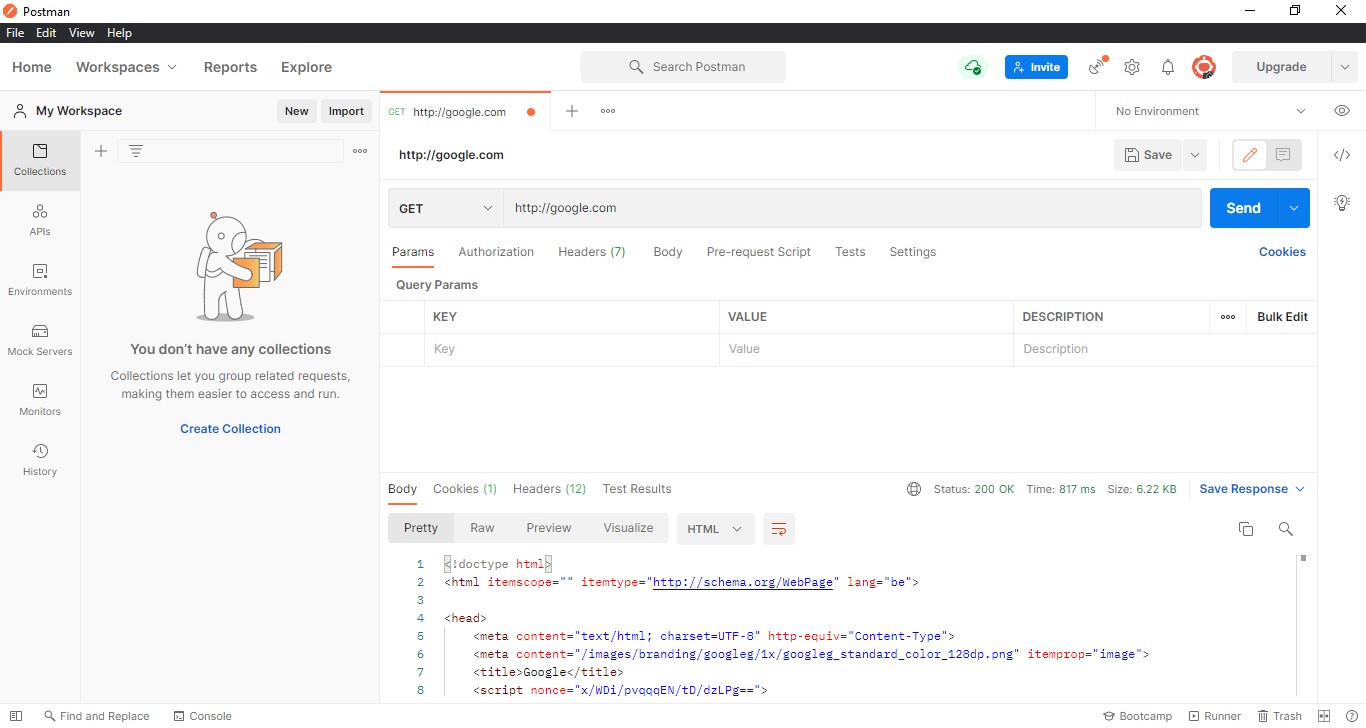 Postman
File Edit View Help
Home Workspaces Reports Explore Search Postman Invite Upgrade
My Workspace New Import GET http://google.com No Environment
Collections
APIs
Environments
Mock Servers
Monitors
History
You don't have any collections
Collections let you group related requests,
making them easier to access and run.
Create Collection
http://google.com Save
GET http://google.com Send
Params Authorization Headers (7) Body Pre-request Script Tests Settings Cookies
Query Params
KEY VALUE DESCRIPTION Bulk Edit
Key Value Description
Body Cookies (1) Headers (12) Test Results Status: 200 OK Time: 817 ms Size: 6.22 KB Save Response
Pretty Raw Preview Visualize HTML
1 <!doctype html>
2 <html itemscope="" itemtype="http://schema.org/WebPage" lang="be">
3
4 <head>
5 <meta content="text/html; charset=UTF-8" http-equiv="Content-Type">
6 <meta content="/images/branding/googleg/1x/googleg_standard_color_128dp.png" itemprop="image">
7 <title>Google</title>
8 <script nonce="x/WDi/pvqqqEN/tD/dzLPg==">
Find and Replace Console Bootcamp Runner Trash